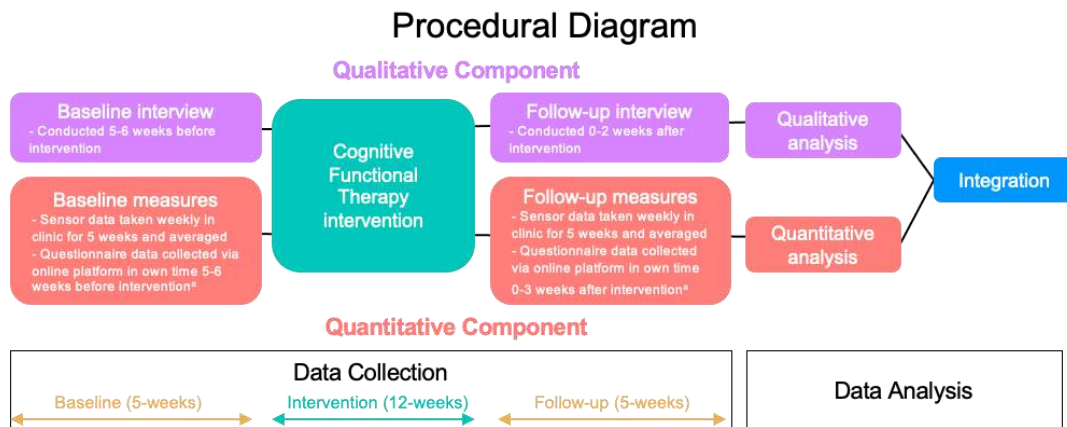 Procedural Diagram
Qualitative Component
Baseline interview
- Conducted 5-6 weeks before
intervention
Cognitive
Functional
Therapy
intervention
Follow-up interview
- Conducted 0-2 weeks after
intervention
Qualitative
analysis
Integration
Baseline measures
- Sensor data taken weekly in
clinic for 5 weeks and averaged
- Questionnaire data collected via
online platform in own time 5-6
weeks before interventionª
Follow-up measures
- Sensor data taken weekly in
clinic for 5 weeks and averaged
- Questionnaire data collected
via online platform in own time
0-3 weeks after interventionª
Quantitative
analysis
Quantitative Component
Data Collection
Baseline (5-weeks)
Intervention (12-weeks)
Follow-up (5-weeks)
Data Analysis